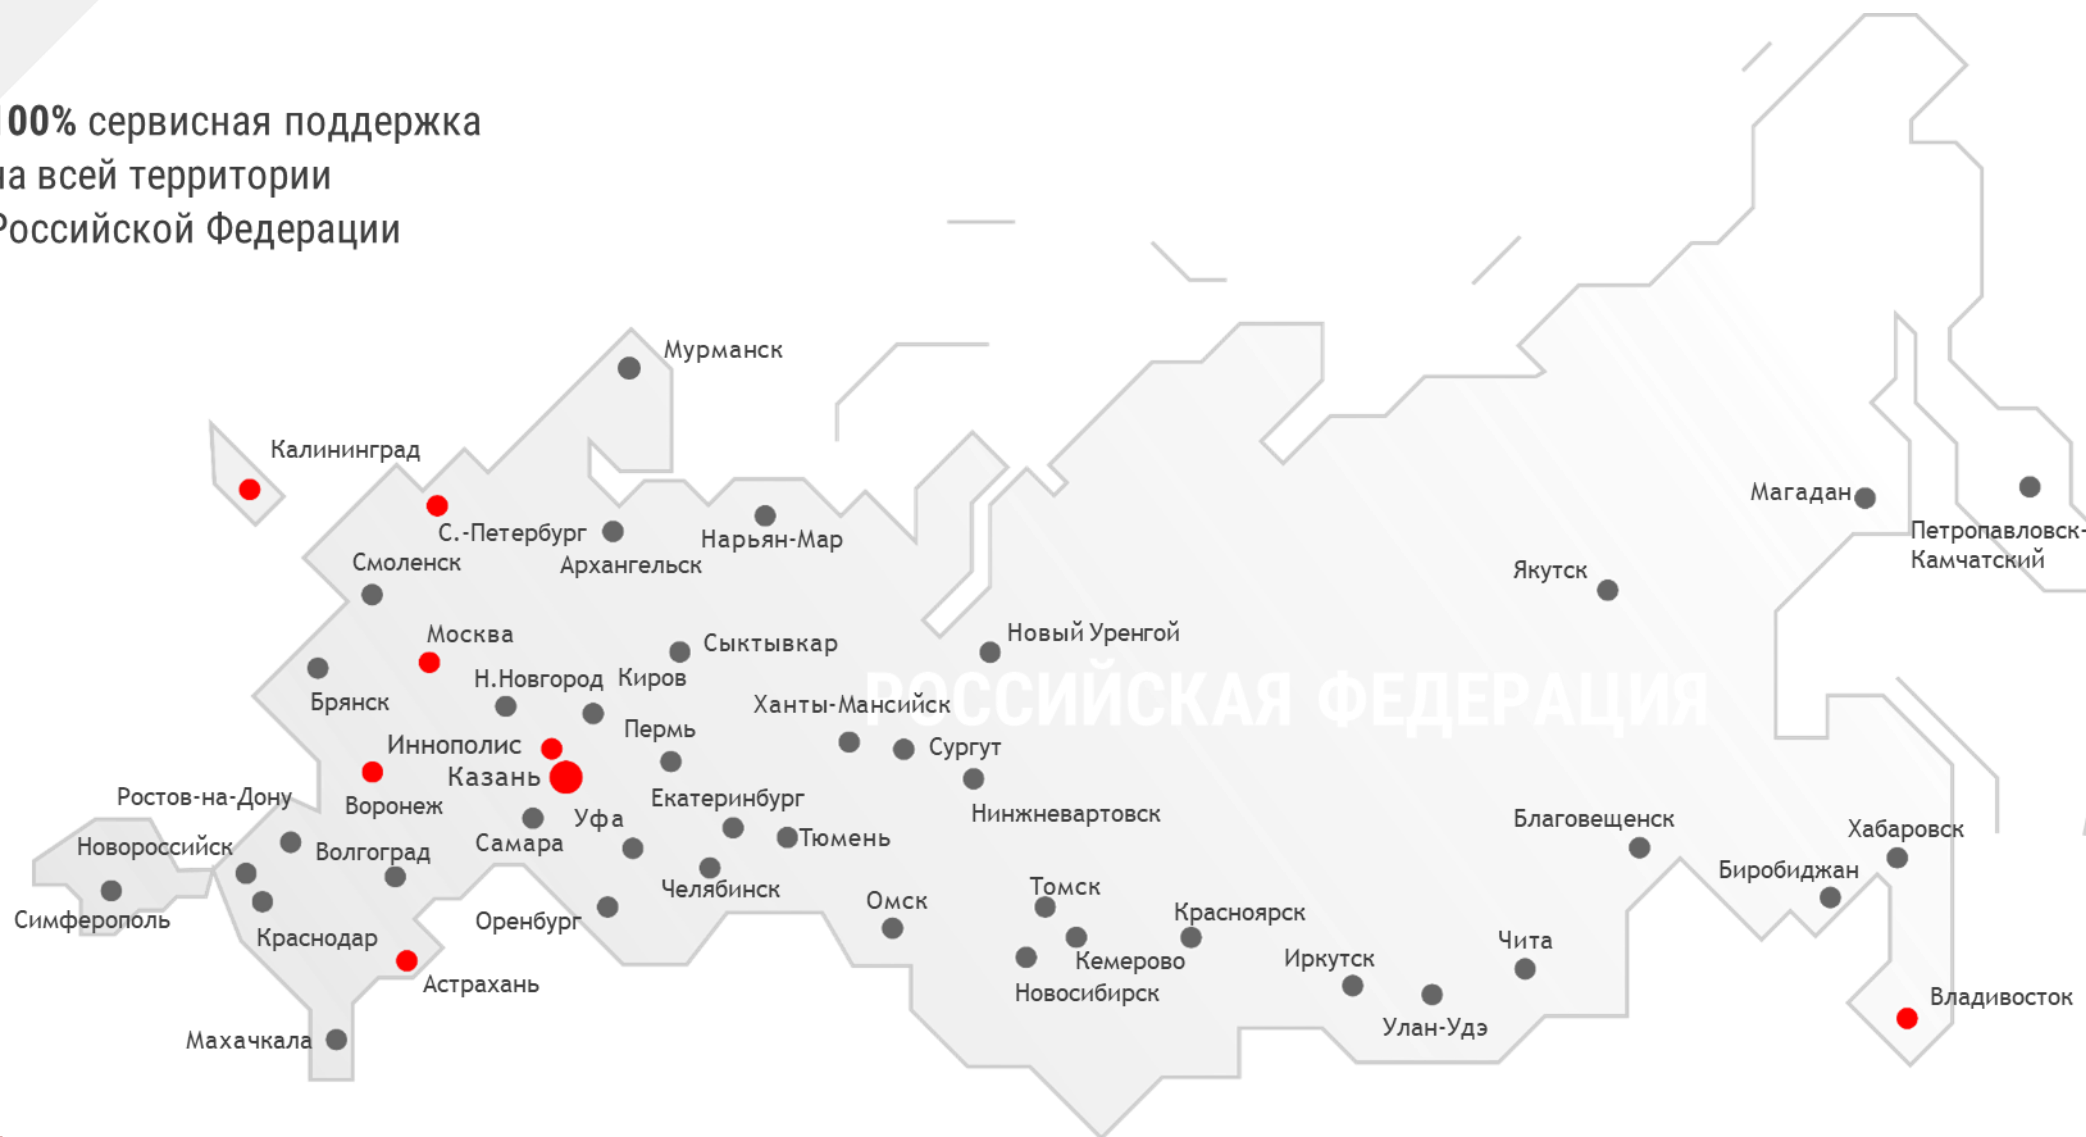 00% сервисная поддержка
на всей территории
Российской Федерации
Мурманск
Калининград
С.-Петербург
Архангельск
Нарьян-Мар
Смоленск
Магадан
Петропавловск-
Камчатский
Якутск
Москва
Сыктывкар
Новый Уренгой
Брянск
Н.Новгород
Киров
РОССИЙСКАЯ ФЕДЕРАЦИЯ
Ханты-Мансийск
Пермь
Иннополис
Сургут
Казань
Ростов-на-Дону
Воронеж
Екатеринбург
Нинжневартовск
Уфа
Благовещенск
Хабаровск
Новороссийск
Волгоград
Самара
Тюмень
Биробиджан
Челябинск
Томск
Симферополь
Оренбург
Омск
Красноярск
Краснодар
Чита
Кемерово
Иркутск
Астрахань
Новосибирск
Владивосток
Улан-Удэ
Махачкала